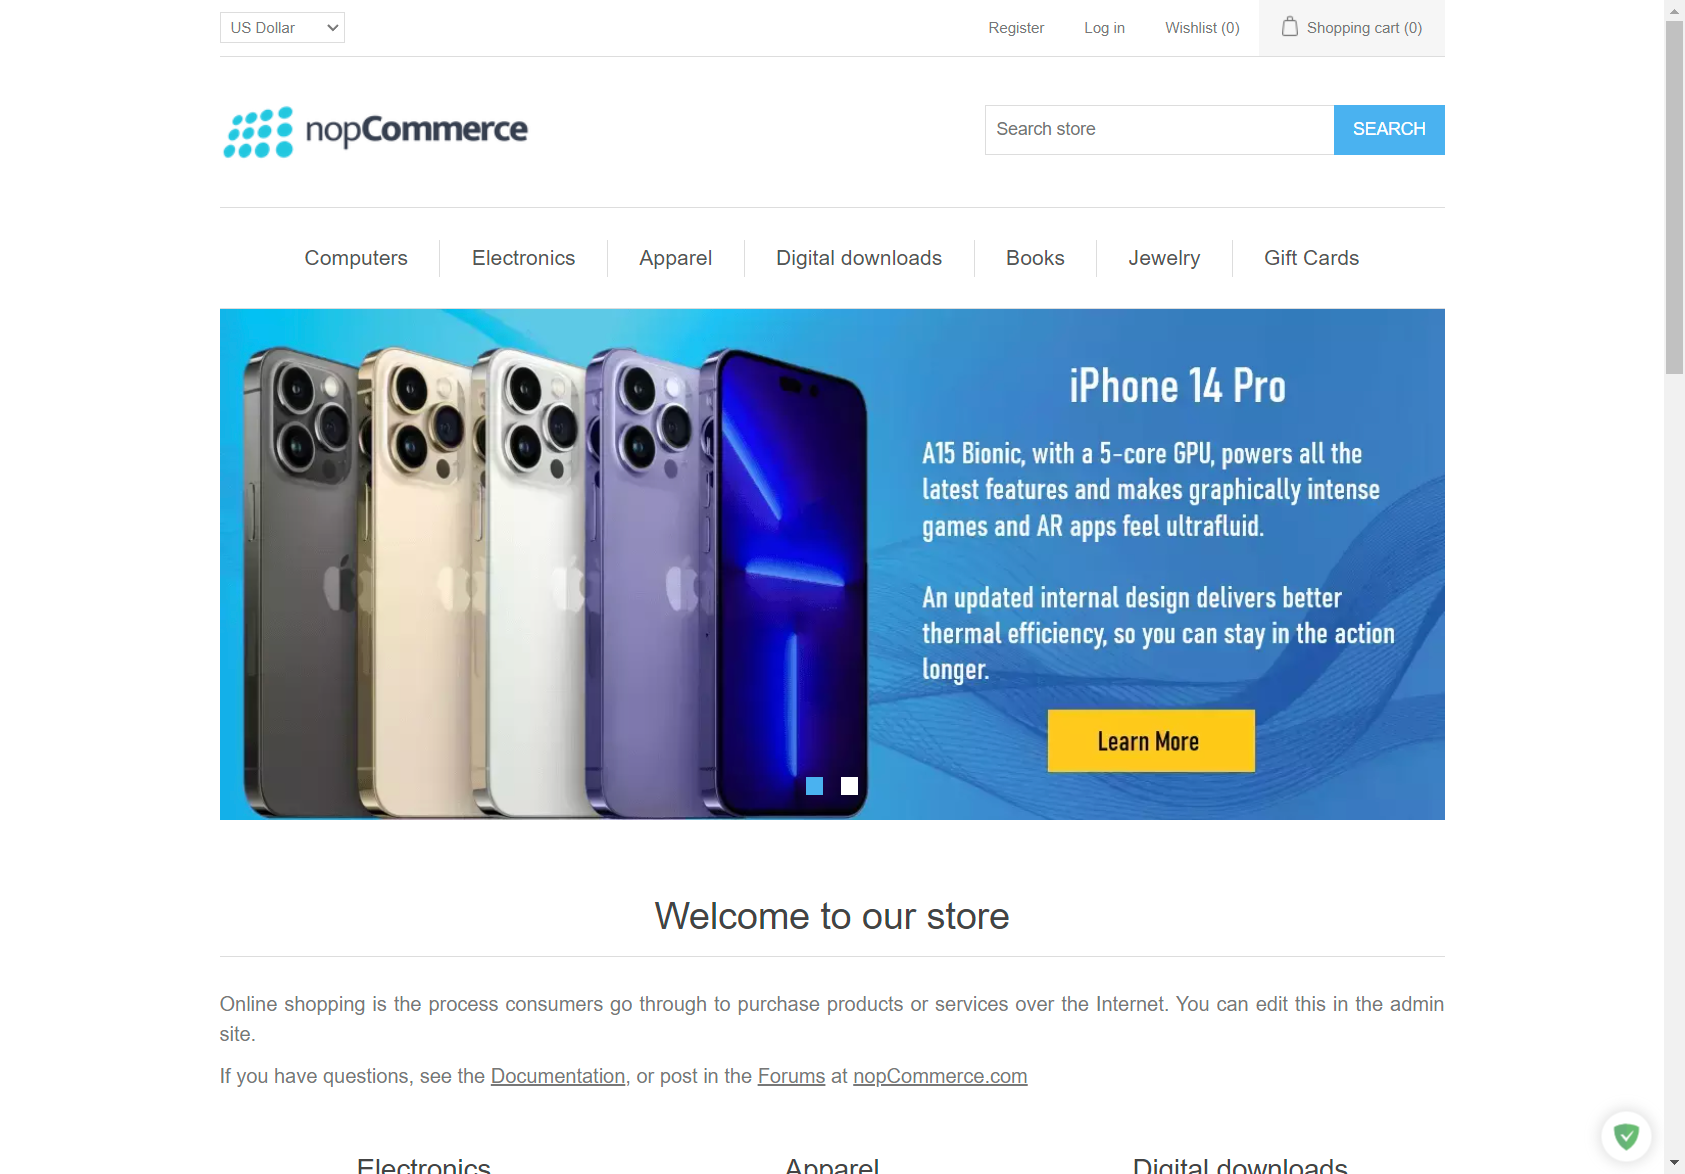 US Dollar
Register
Log in
Wishlist (0)
Shopping cart (0)
nopCommerce
Search store
SEARCH
Computers
Electronics
Apparel
Digital downloads
Books
Jewelry
Gift Cards
iPhone 14 Pro
A15 Bionic, with a 5-core GPU, powers all the
latest features and makes graphically intense
games and AR apps feel ultrafluid.
An updated internal design delivers better
thermal efficiency, so you can stay in the action
longer.
Learn More
Welcome to our store
Online shopping is the process consumers go through to purchase products or services over the Internet. You can edit this in the admin
site.
If you have questions, see the Documentation, or post in the Forums at nopCommerce.com
Electronics
Apparel
Digital downloads